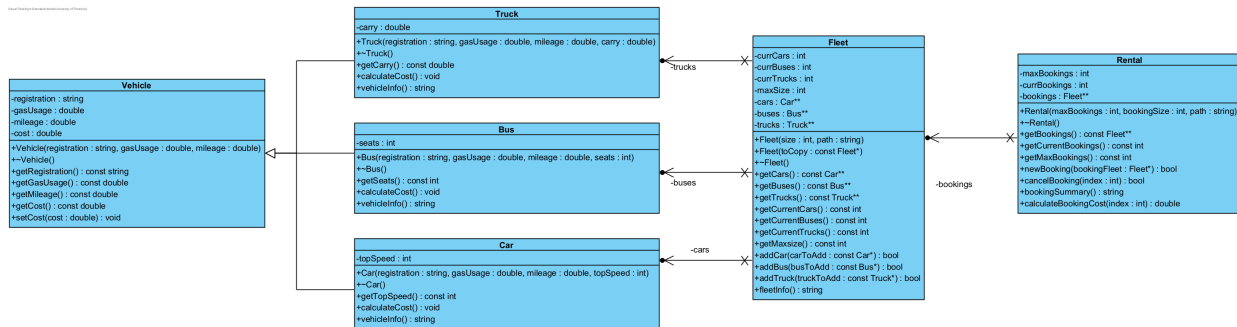 Vehicle
-registration : string
-gasUsage : double
-mileage : double
-cost : double
+Vehicle(registration : string, gasUsage : double, mileage : double)
+~Vehicle()
+getRegistration() : const string
+getGasUsage() : const double
+getMileage() : const double
+getCost() : const double
+setCost(cost : double) : void
Truck
-carry : double
+Truck(registration : string, gasUsage : double, mileage : double, carry : double)
+~Truck()
+getCarry() : const double
+calculateCost() : void
+vehicleInfo() : string
Bus
-seats : int
+Bus(registration : string, gasUsage : double, mileage : double, seats : int)
+~Bus()
+getSeats() : const int
+calculateCost() : void
+vehicleInfo() : string
Car
-topSpeed : int
+Car(registration : string, gasUsage : double, mileage : double, topSpeed : int)
+~Car()
+getTopSpeed() : const int
+calculateCost() : void
+vehicleInfo() : string
-trucks
-buses
-cars
Fleet
-currCars : int
-currBuses : int
-currTrucks : int
-maxSize : int
-cars : Car**
-buses : Bus**
-trucks : Truck**
+Fleet(size : int, path : string)
+Fleet(toCopy : const Fleet*)
+~Fleet()
+getCars() : const Car**
+getBuses() : const Bus**
+getTrucks() : const Truck**
+getCurrentCars() : const int
+getCurrentBuses() : const int
+getCurrentTrucks() : const int
+getMaxsize() : const int
+addCar(carToAdd : const Car*) : bool
+addBus(busToAdd : const Bus*) : bool
+addTruck(truckToAdd : const Truck*) : bool
+fleetInfo() : string
-bookings
Rental
-maxBookings : int
-currBookings : int
-bookings : Fleet**
+Rental(maxBookings : int, bookingSize : int, path : string)
+~Rental()
+getBookings() : const Fleet**
+getCurrentBookings() : const int
+getMaxBookings() : const int
+newBooking(bookingFleet : Fleet*) : bool
+cancelBooking(index : int) : bool
+bookingSummary() : string
+calculateBookingCost(index : int) : double